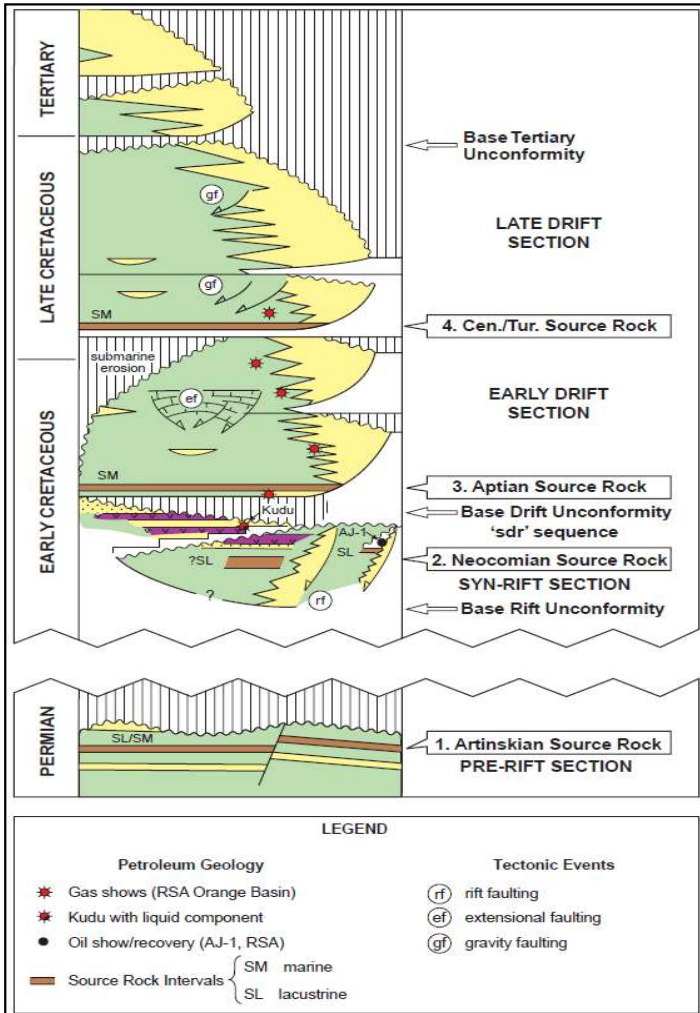 TERTIARY
LATE CRETACEOUS
EARLY CRETACEOUS
PERMIAN
Base Tertiary
Unconformity
gf
LATE DRIFT
SECTION
gf
SM
4. Cen./Tur. Source Rock
submarine
erosion
ef
EARLY DRIFT
SECTION
SM
3. Aptian Source Rock
Kudu
Base Drift Unconformity
'sdr' sequence
AJ-1
?SL
SL
2. Neocomian Source Rock
SYN-RIFT SECTION
?
rf
Base Rift Unconformity
SL/SM
1. Artinskian Source Rock
PRE-RIFT SECTION
LEGEND
Petroleum Geology
Gas shows (RSA Orange Basin)
Kudu with liquid component
Oil show/recovery (AJ-1, RSA)
Source Rock Intervals
SM marine
SL lacustrine
Tectonic Events
rf rift faulting
ef extensional faulting
gf gravity faulting